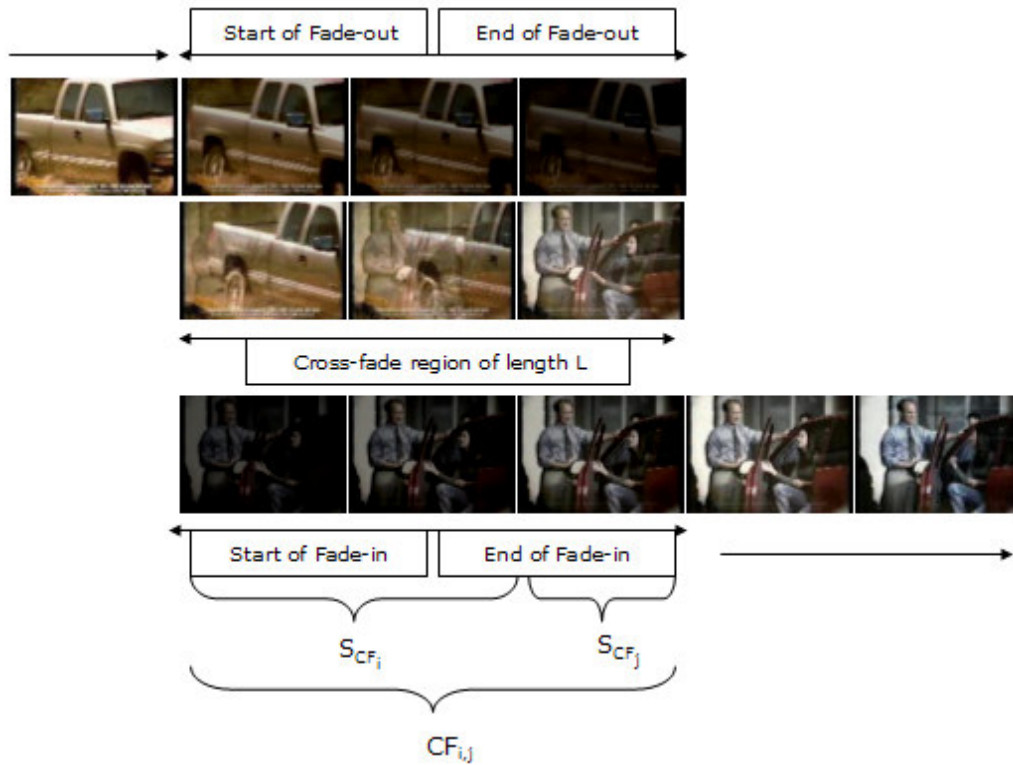 Start of Fade-out
End of Fade-out
Cross-fade region of length L
Start of Fade-in
End of Fade-in
S_CF_i
S_CF_j
CF_i,j